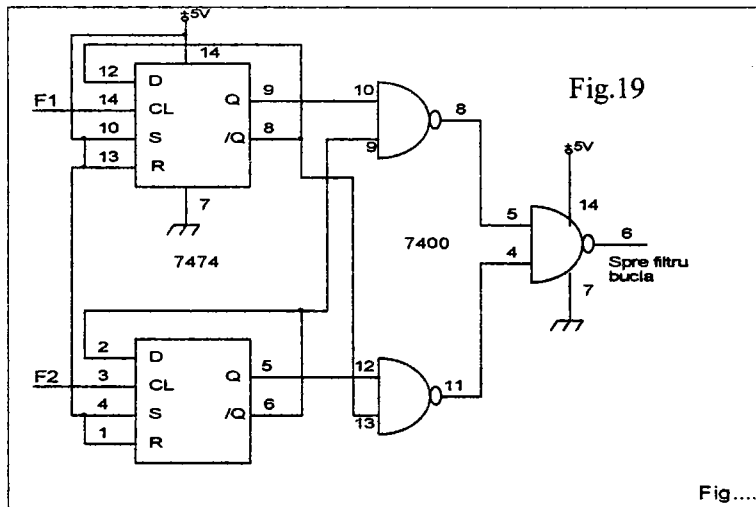 +5V
14
12 D
Q 9
10
8
Fig.19
F1 14 CL
10 S
/Q 8
9
+5V
13 R
14
7
5
6
7474
7400
4
Spre filtru
bucla
7
2 D
F2 3 CL
Q 5
12
4 S
/Q 6
11
1 R
13
Fig....